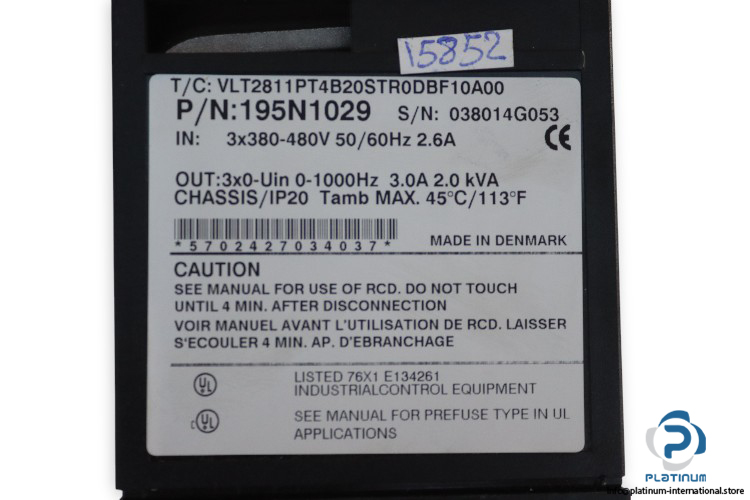 15852
T/C: VLT2811PT4B20STR0DBF10A00
P/N:195N1029 S/N: 038014G053
IN: 3x380-480V 50/60Hz 2.6A
CE
OUT:3x0-Uin 0-1000Hz 3.0A 2.0 kVA
CHASSIS/IP20 Tamb MAX. 45°C/113°F
*5702427034037* MADE IN DENMARK
CAUTION
SEE MANUAL FOR USE OF RCD. DO NOT TOUCH
UNTIL 4 MIN. AFTER DISCONNECTION
VOIR MANUEL AVANT L'UTILISATION DE RCD. LAISSER
S'ECOULER 4 MIN. AP. D'EBRANCHAGE
UL LISTED 76X1 E134261
INDUSTRIALCONTROL EQUIPMENT
c UL SEE MANUAL FOR PREFUSE TYPE IN UL
APPLICATIONS
PLATINUM
@platinum-international.store